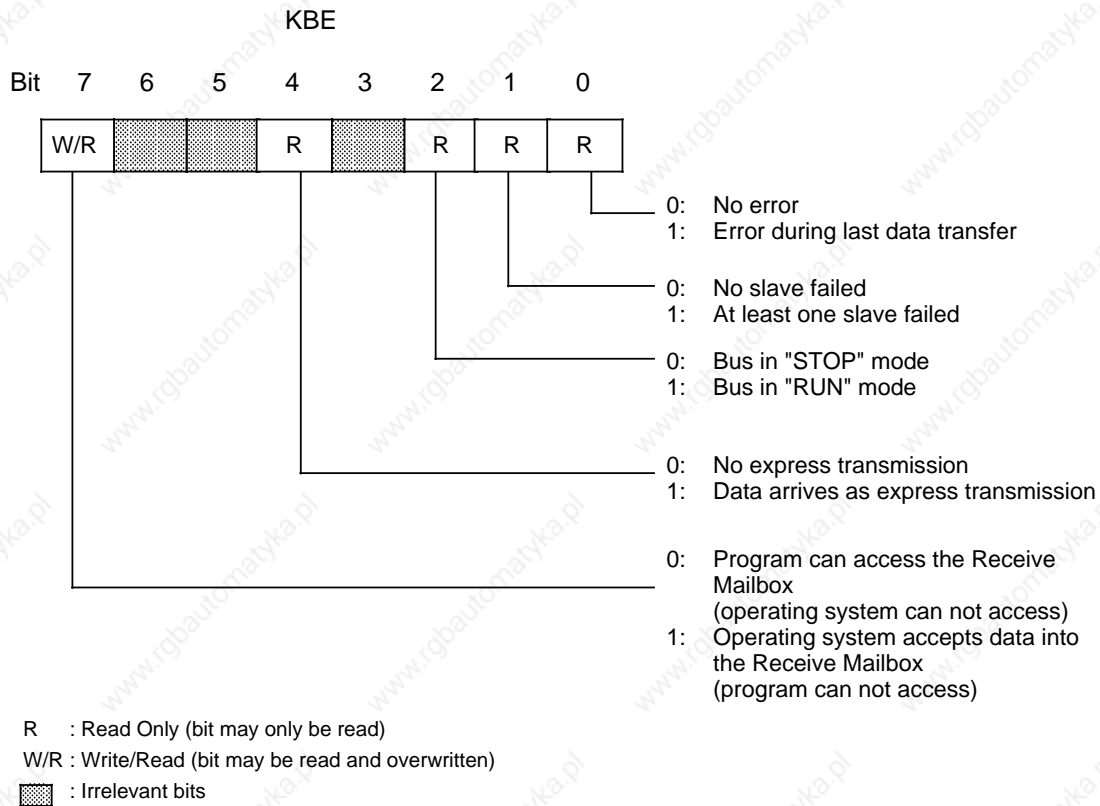 KBE
Bit 7 6 5 4 3 2 1 0
W/R R R R R
0: No error
1: Error during last data transfer
0: No slave failed
1: At least one slave failed
0: Bus in "STOP" mode
1: Bus in "RUN" mode
0: No express transmission
1: Data arrives as express transmission
0: Program can access the Receive
Mailbox
(operating system can not access)
1: Operating system accepts data into
the Receive Mailbox
(program can not access)
R : Read Only (bit may only be read)
W/R : Write/Read (bit may be read and overwritten)
: Irrelevant bits
www.rgbautomatyka.pl